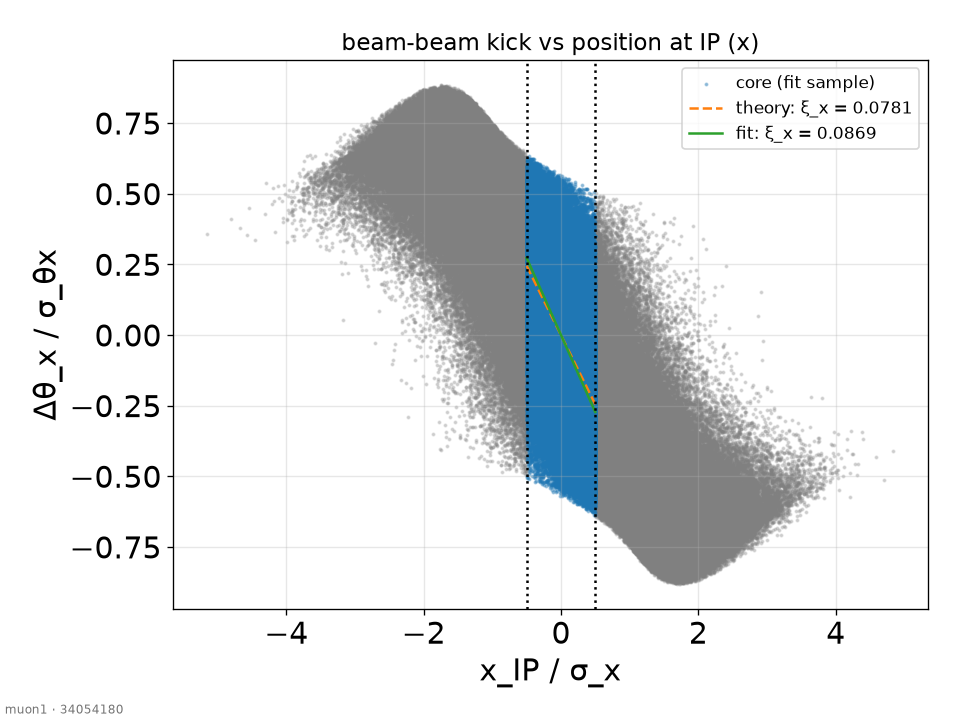 beam-beam kick vs position at IP (x)
core (fit sample)
theory: ξ_x = 0.0781
fit: ξ_x = 0.0869
Δθ_x / σ_θx
0.75
0.50
0.25
0.00
−0.25
−0.50
−0.75
−4 −2 0 2 4
x_IP / σ_x
muon1 · 34054180